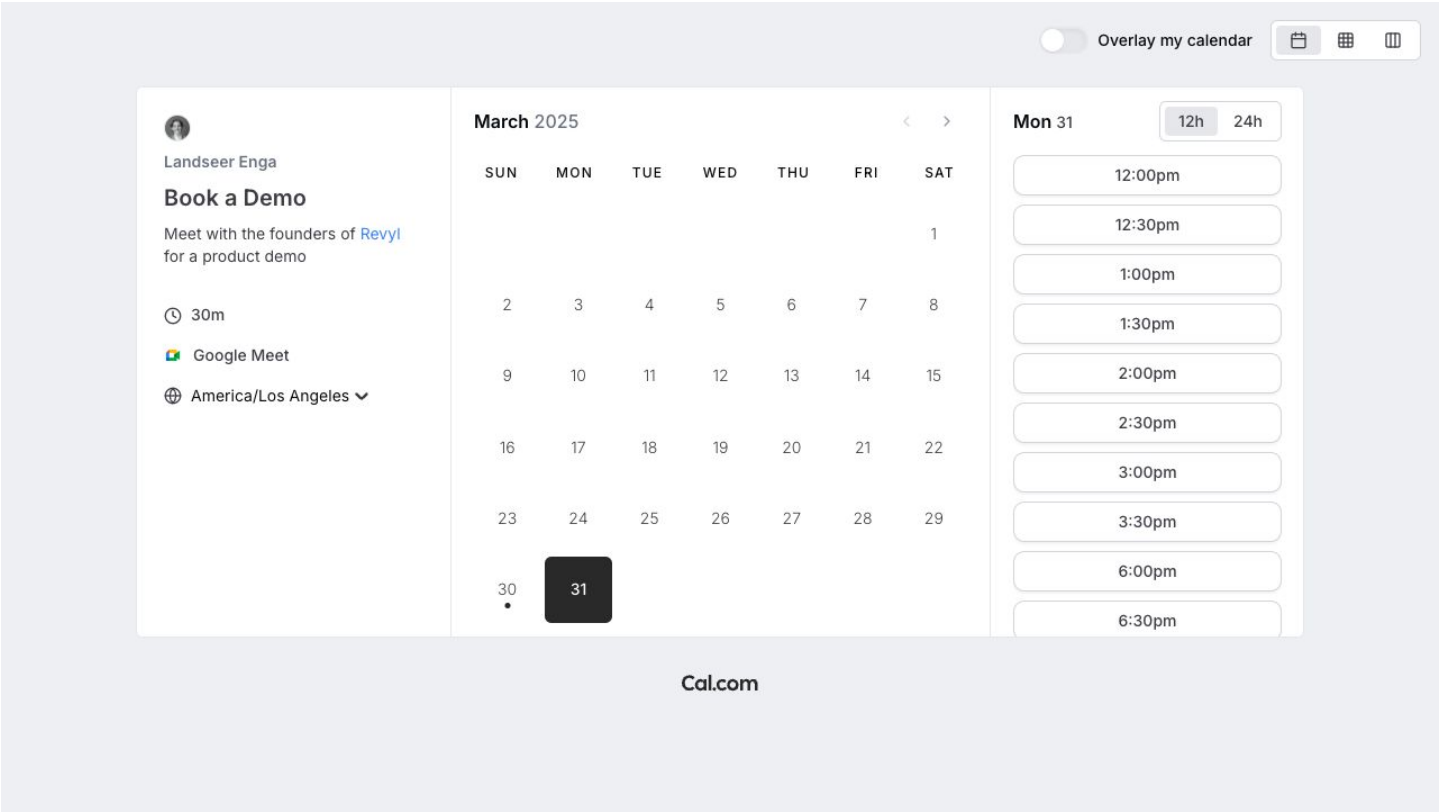 Overlay my calendar
Landseer Enga
Book a Demo
Meet with the founders of Revyl
for a product demo
30m
Google Meet
America/Los Angeles
March 2025
SUN MON TUE WED THU FRI SAT
1
2 3 4 5 6 7 8
9 10 11 12 13 14 15
16 17 18 19 20 21 22
23 24 25 26 27 28 29
30 31
Mon 31
12h 24h
12:00pm
12:30pm
1:00pm
1:30pm
2:00pm
2:30pm
3:00pm
3:30pm
6:00pm
6:30pm
Cal.com